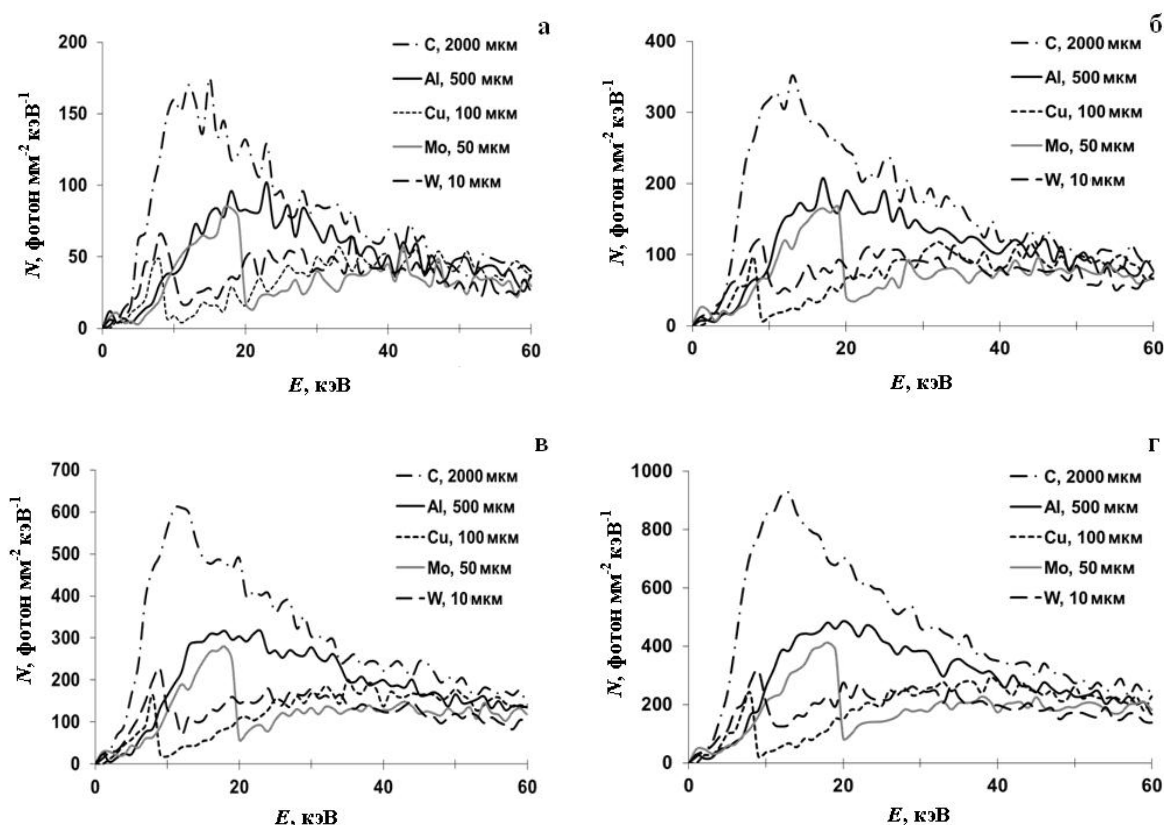 а
N, фотон мм⁻² кэВ⁻¹
200
150
100
50
0
0 20 40 60
E, кэВ
C, 2000 мкм
Al, 500 мкм
Cu, 100 мкм
Mo, 50 мкм
W, 10 мкм
б
N, фотон мм⁻² кэВ⁻¹
400
300
200
100
0
0 20 40 60
E, кэВ
C, 2000 мкм
Al, 500 мкм
Cu, 100 мкм
Mo, 50 мкм
W, 10 мкм
в
N, фотон мм⁻² кэВ⁻¹
700
600
500
400
300
200
100
0
0 20 40 60
E, кэВ
C, 2000 мкм
Al, 500 мкм
Cu, 100 мкм
Mo, 50 мкм
W, 10 мкм
г
N, фотон мм⁻² кэВ⁻¹
1000
800
600
400
200
0
0 20 40 60
E, кэВ
C, 2000 мкм
Al, 500 мкм
Cu, 100 мкм
Mo, 50 мкм
W, 10 мкм